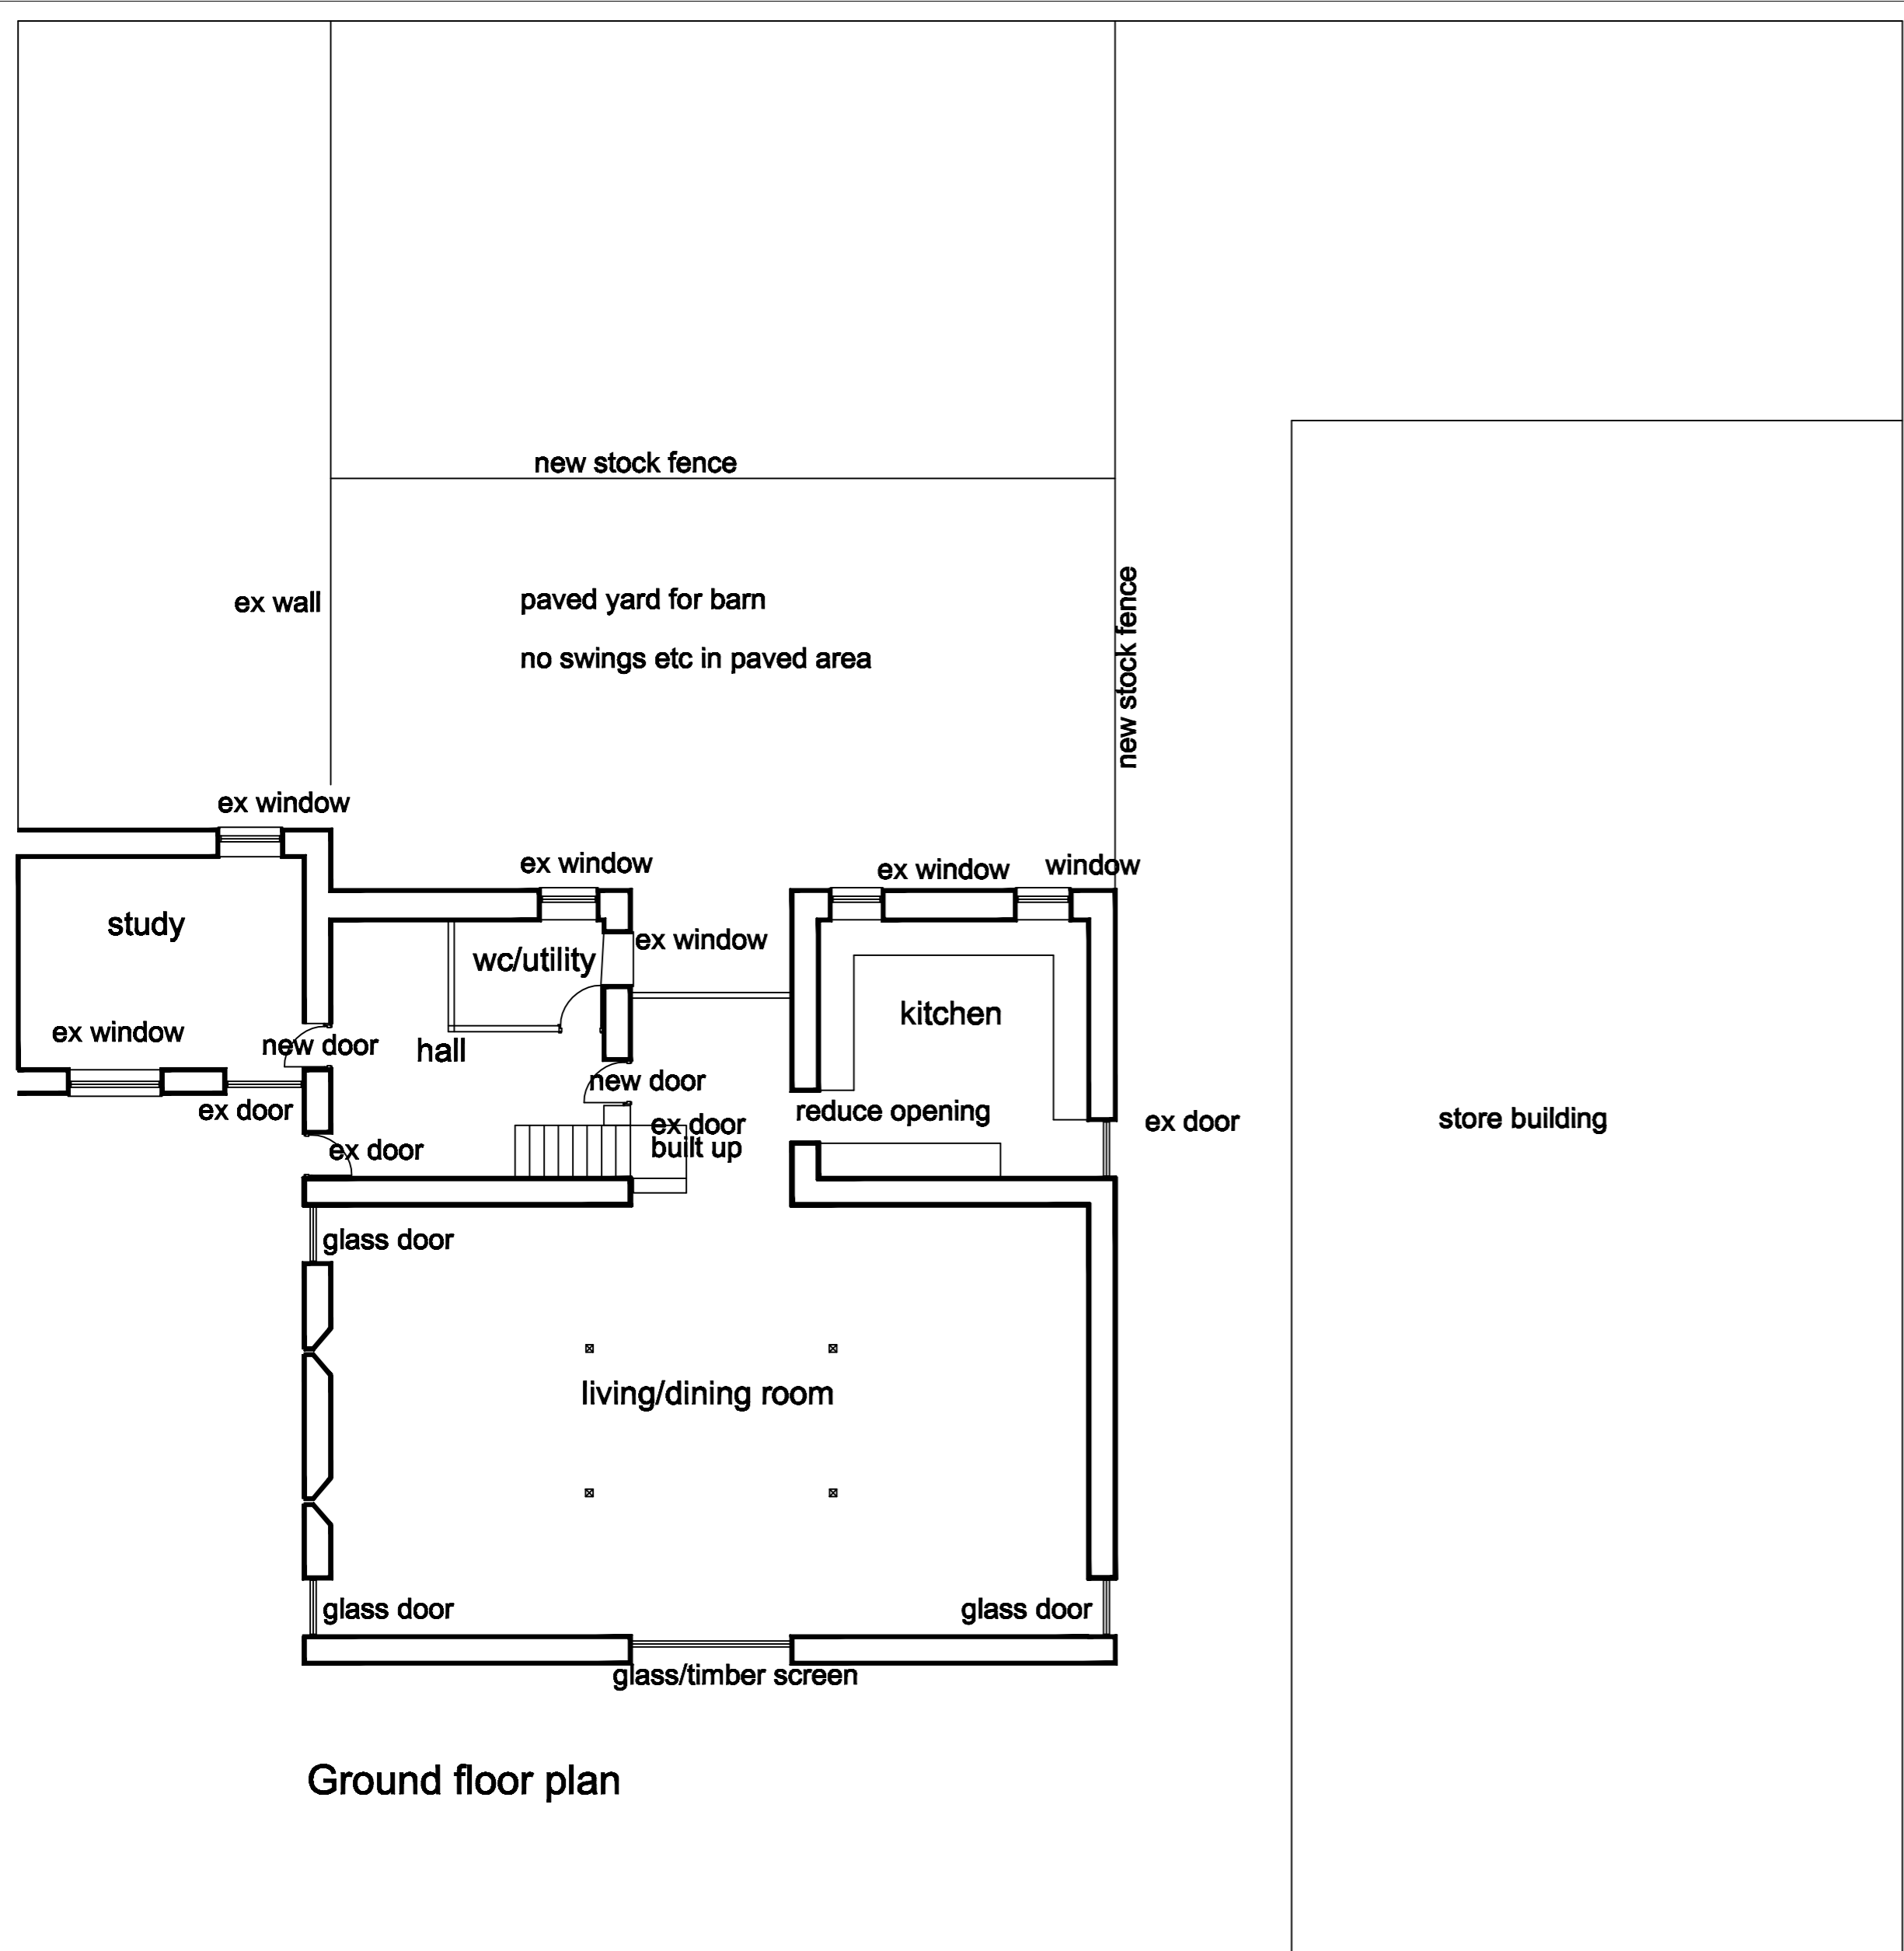 new stock fence
ex wall
paved yard for barn
no swings etc in paved area
new stock fence
ex window
ex window
ex window
window
study
ex window
wc/utility
kitchen
ex window
new door
hall
new door
ex door
reduce opening
ex door
built up
ex door
ex door
store building
glass door
living/dining room
glass door
glass door
glass/timber screen
Ground floor plan